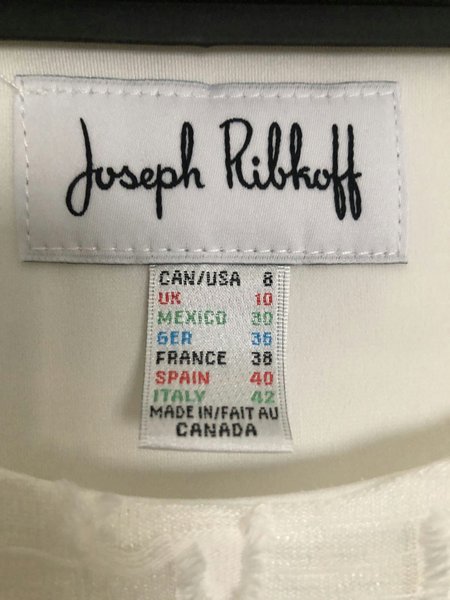 Joseph Ribkoff
CAN/USA 8
UK 10
MEXICO 30
GER 36
FRANCE 38
SPAIN 40
ITALY 42
MADE IN/FAIT AU
CANADA